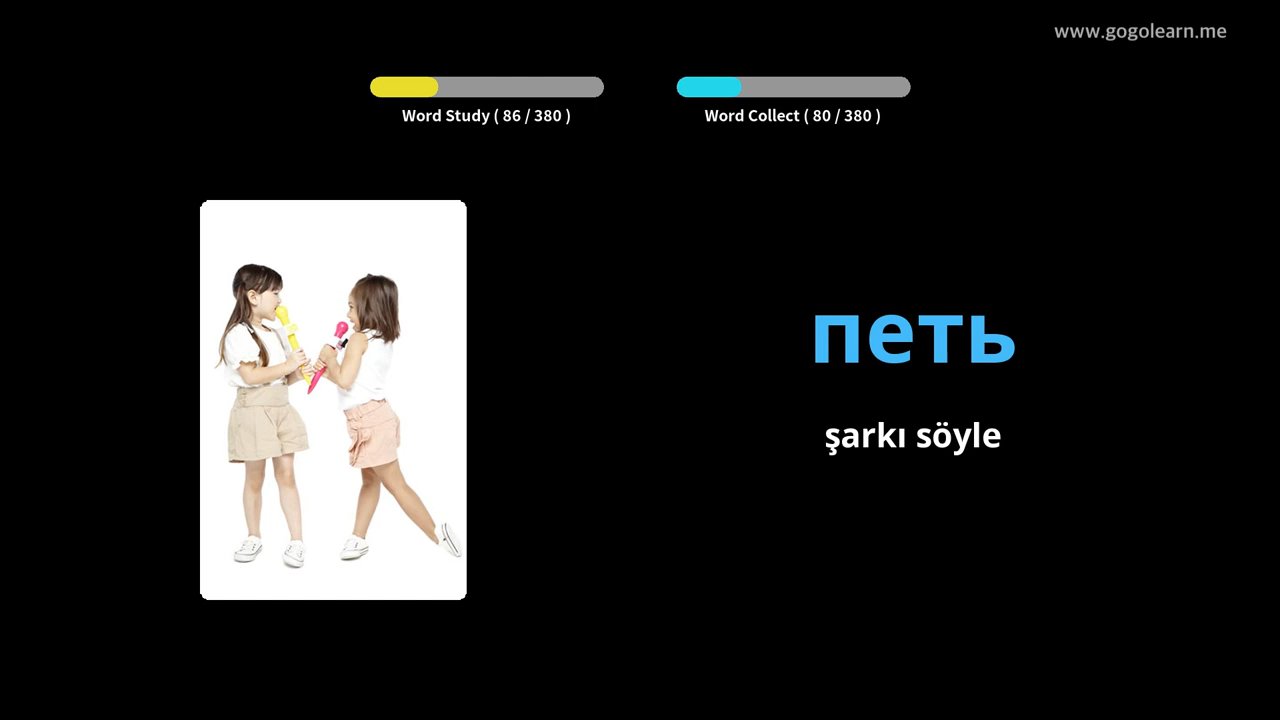 www.gogolearn.me
Word Study ( 86 / 380 )
Word Collect ( 80 / 380 )
петь
şarkı söyle